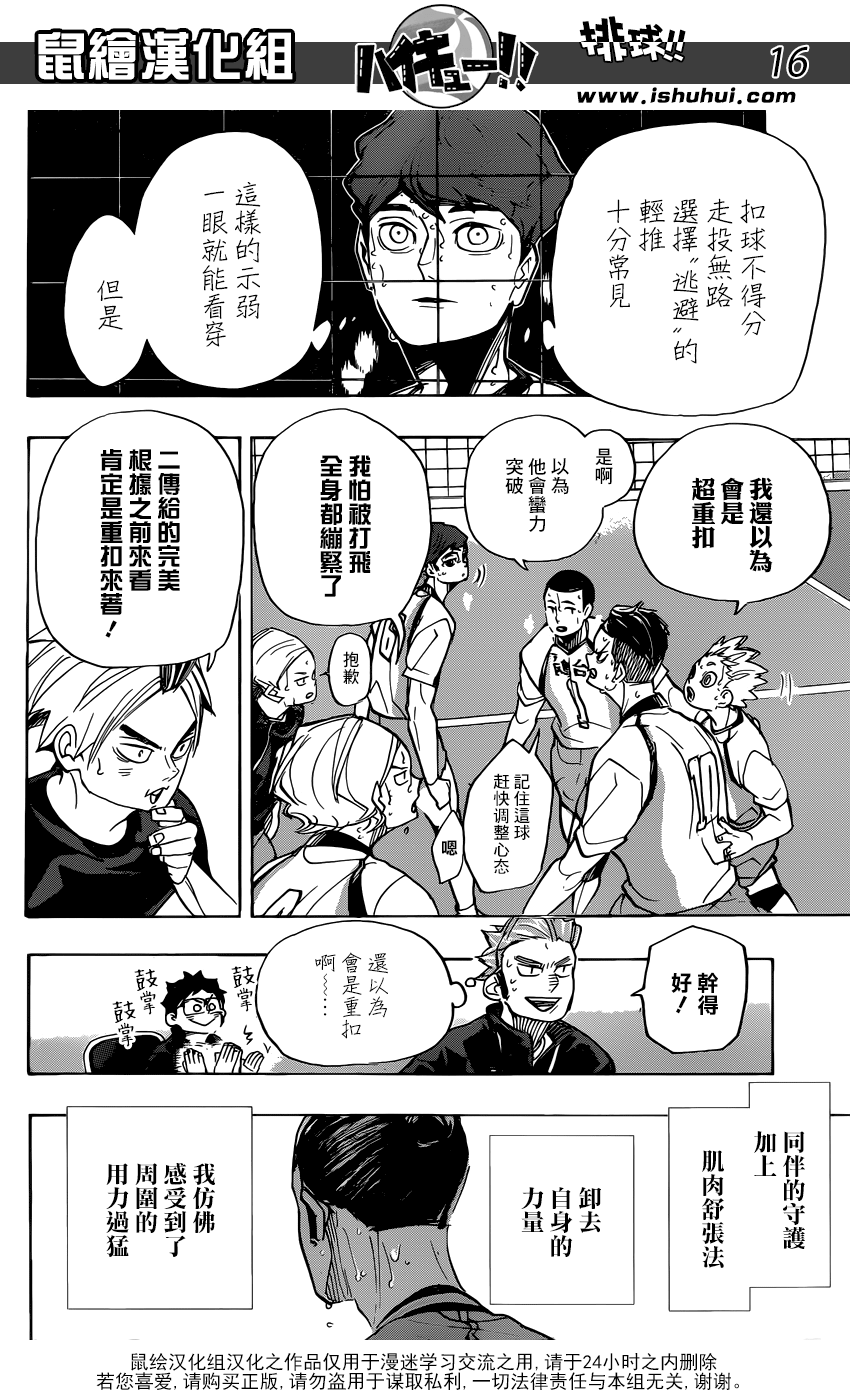 鼠繪漢化组
ハイキュー!!
排球!!
16
www.ishuhui.com
扣球不得分
走投無路
選擇〝逃避〞的
輕推
十分常見
這樣的示弱
一眼就能看穿
但是
我還以為
會是
超重扣
是啊
以為
他會蠻力
突破
我怕被打飛
全身都繃緊了
抱歉
記住這球
赶快调整心态
嗯
二傳給的完美
根據之前來看
肯定是重扣來著!
幹得
好!
還以為
會是重扣
啊～…
鼓掌
鼓掌
鼓掌
鼓掌
同伴的守護
加上
肌肉舒張法
卸去
自身的
力量
我仿佛
感受到了
周圍的
用力過猛
鼠绘汉化组汉化之作品仅用于漫迷学习交流之用,请于24小时之内删除
若您喜爱,请购买正版,请勿盗用于谋取私利,一切法律责任与本组无关,谢谢。